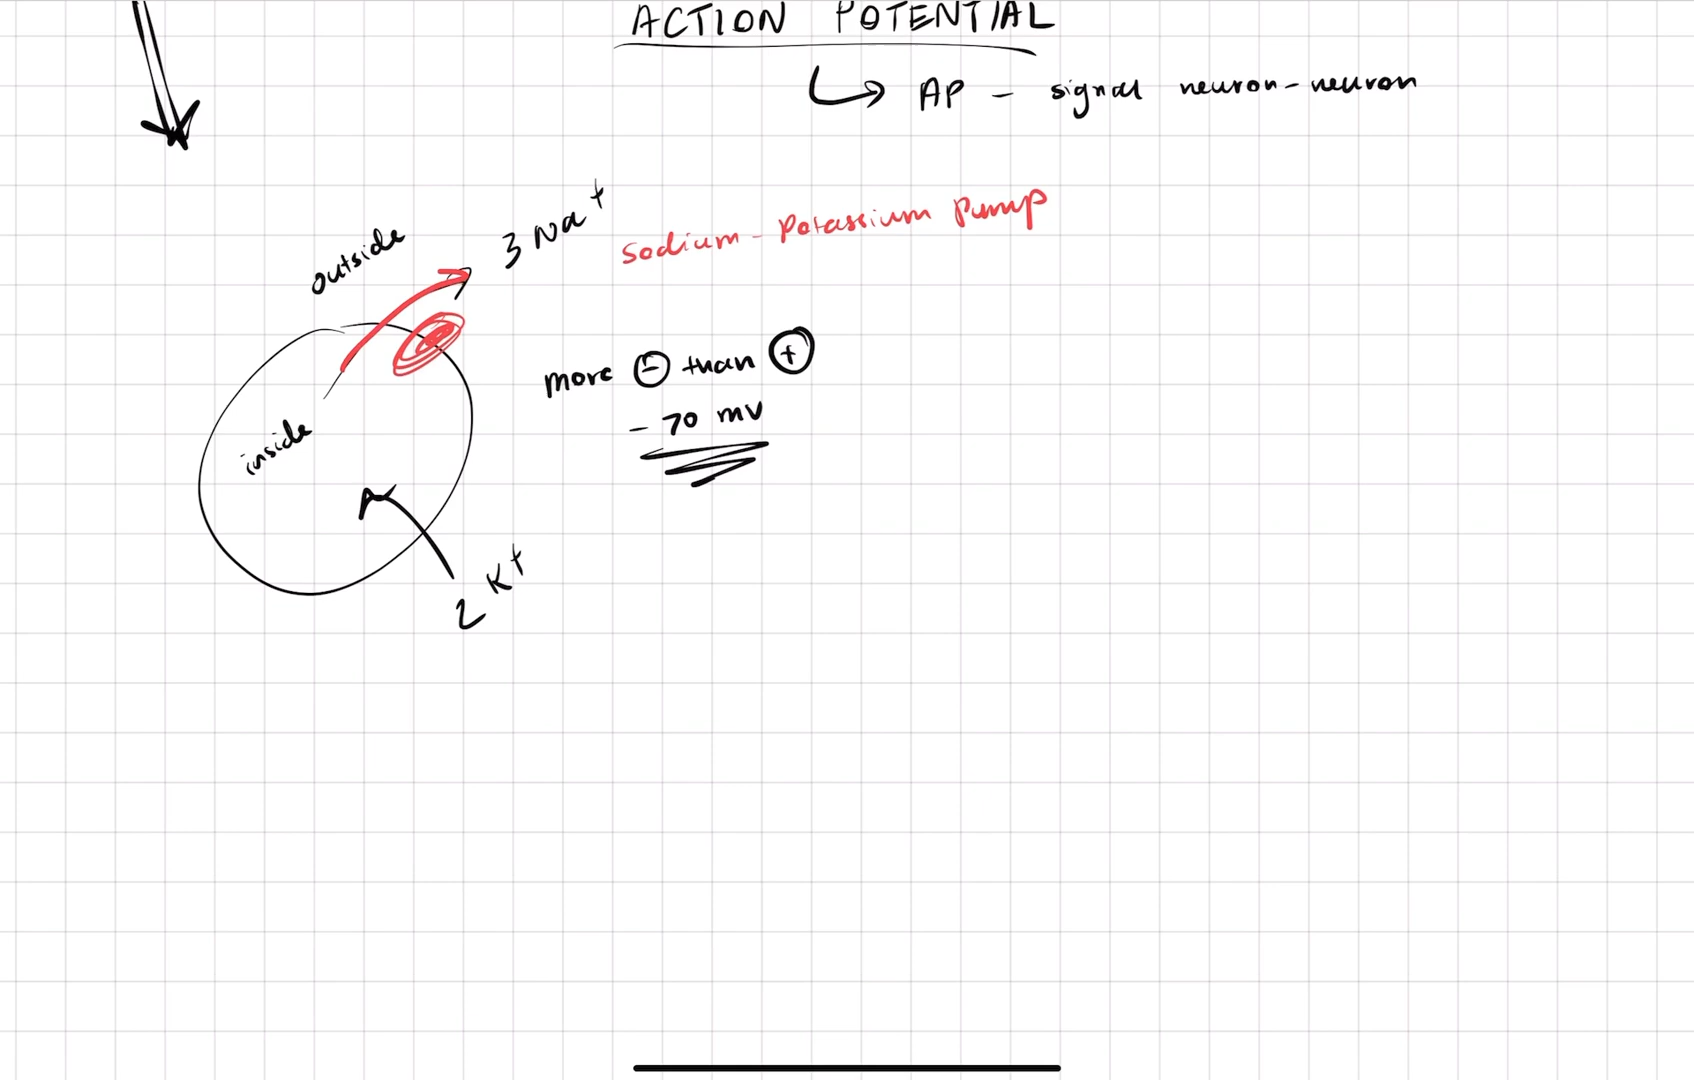 ACTION POTENTIAL
AP - signal neuron-neuron
outside
3 Na+
Sodium-Potassium Pump
more ⊖ than ⊕
- 70 mV
inside
2 K+